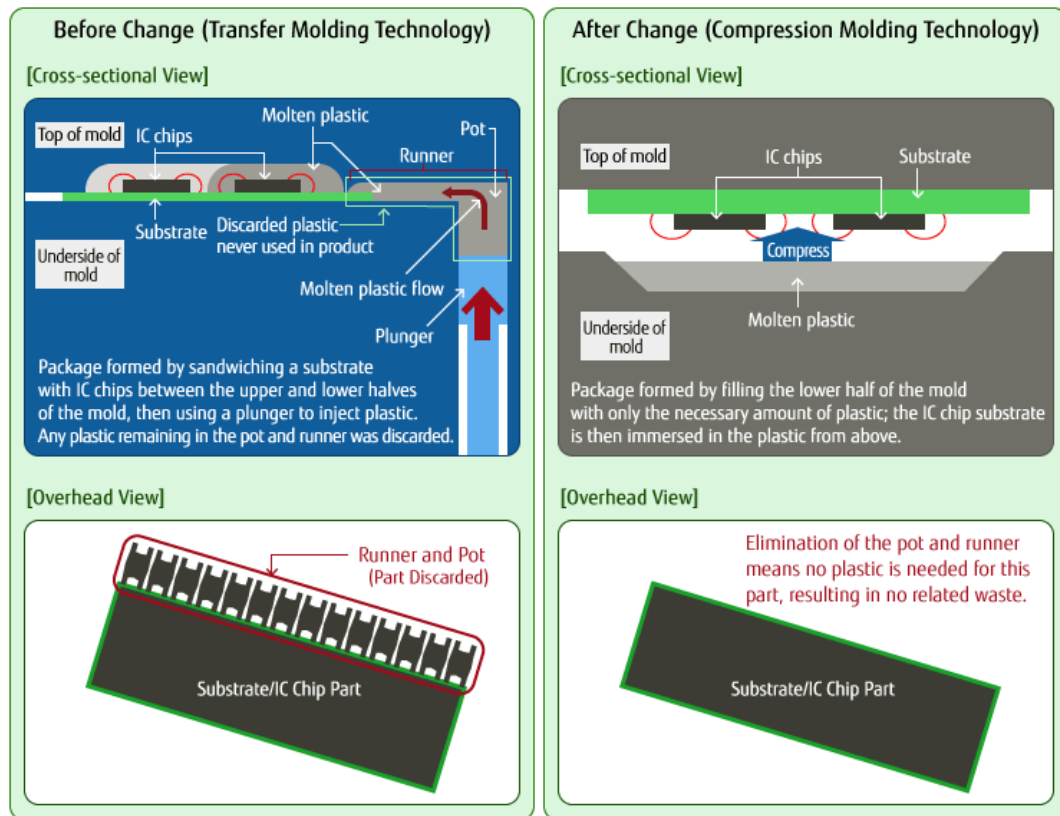 Before Change (Transfer Molding Technology)
[Cross-sectional View]
Top of mold
IC chips
Molten plastic
Pot
Runner
Substrate
Discarded plastic
never used in product
Underside of
mold
Molten plastic flow
Plunger
Package formed by sandwiching a substrate
with IC chips between the upper and lower halves
of the mold, then using a plunger to inject plastic.
Any plastic remaining in the pot and runner was discarded.
[Overhead View]
Runner and Pot
(Part Discarded)
Substrate/IC Chip Part
After Change (Compression Molding Technology)
[Cross-sectional View]
Top of mold
IC chips
Substrate
Compress
Molten plastic
Underside of
mold
Package formed by filling the lower half of the mold
with only the necessary amount of plastic; the IC chip substrate
is then immersed in the plastic from above.
[Overhead View]
Elimination of the pot and runner
means no plastic is needed for this
part, resulting in no related waste.
Substrate/IC Chip Part